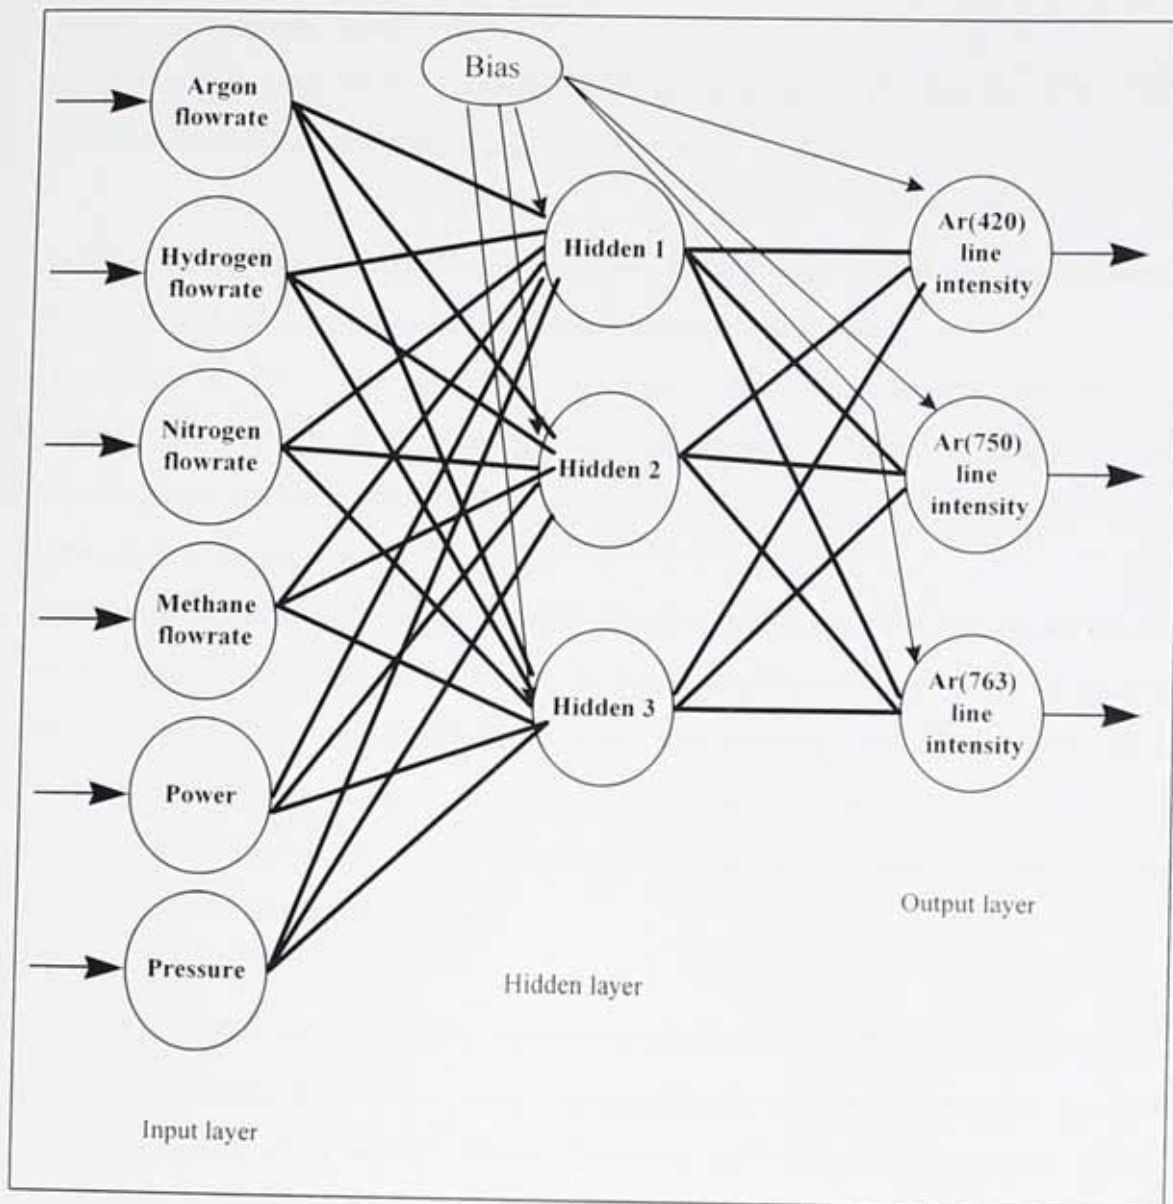 Argon
flowrate
Bias
Hydrogen
flowrate
Nitrogen
flowrate
Methane
flowrate
Power
Pressure
Input layer
Hidden 1
Hidden 2
Hidden 3
Hidden layer
Ar(420)
line
intensity
Ar(750)
line
intensity
Ar(763)
line
intensity
Output layer